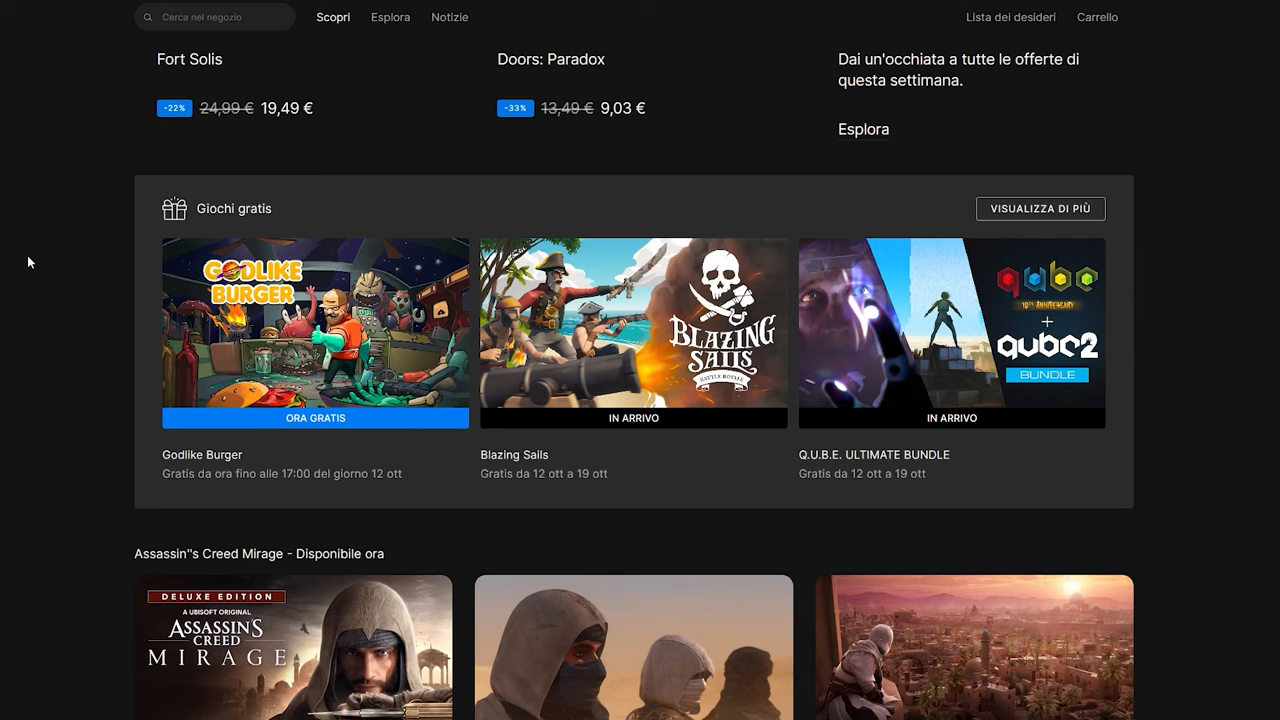 Cerca nel negozio
Scopri
Esplora
Notizie
Lista dei desideri
Carrello
Fort Solis
-22% 24,99 € 19,49 €
Doors: Paradox
-33% 13,49 € 9,03 €
Dai un'occhiata a tutte le offerte di
questa settimana.
Esplora
Giochi gratis
VISUALIZZA DI PIÙ
GODLIKE
BURGER
ORA GRATIS
Godlike Burger
Gratis da ora fino alle 17:00 del giorno 12 ott
BLAZING
SAILS
BATTLE ROYALE
IN ARRIVO
Blazing Sails
Gratis da 12 ott a 19 ott
qube
10TH ANNIVERSARY
+
qube2
BUNDLE
IN ARRIVO
Q.U.B.E. ULTIMATE BUNDLE
Gratis da 12 ott a 19 ott
Assassin"s Creed Mirage - Disponibile ora
DELUXE EDITION
A UBISOFT ORIGINAL
ASSASSIN'S
CREED
MIRAGE